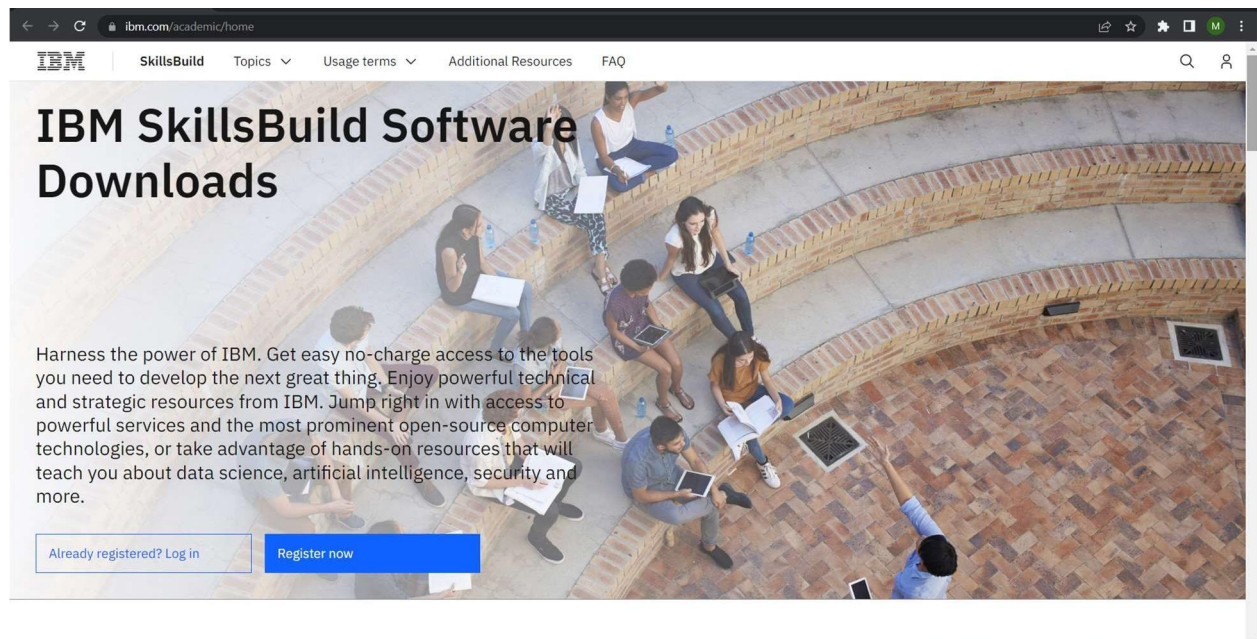 ibm.com/academic/home
M
IBM SkillsBuild Topics Usage terms Additional Resources FAQ
IBM SkillsBuild Software
Downloads
Harness the power of IBM. Get easy no-charge access to the tools
you need to develop the next great thing. Enjoy powerful technical
and strategic resources from IBM. Jump right in with access to
powerful services and the most prominent open-source computer
technologies, or take advantage of hands-on resources that will
teach you about data science, artificial intelligence, security and
more.
Already registered? Log in Register now